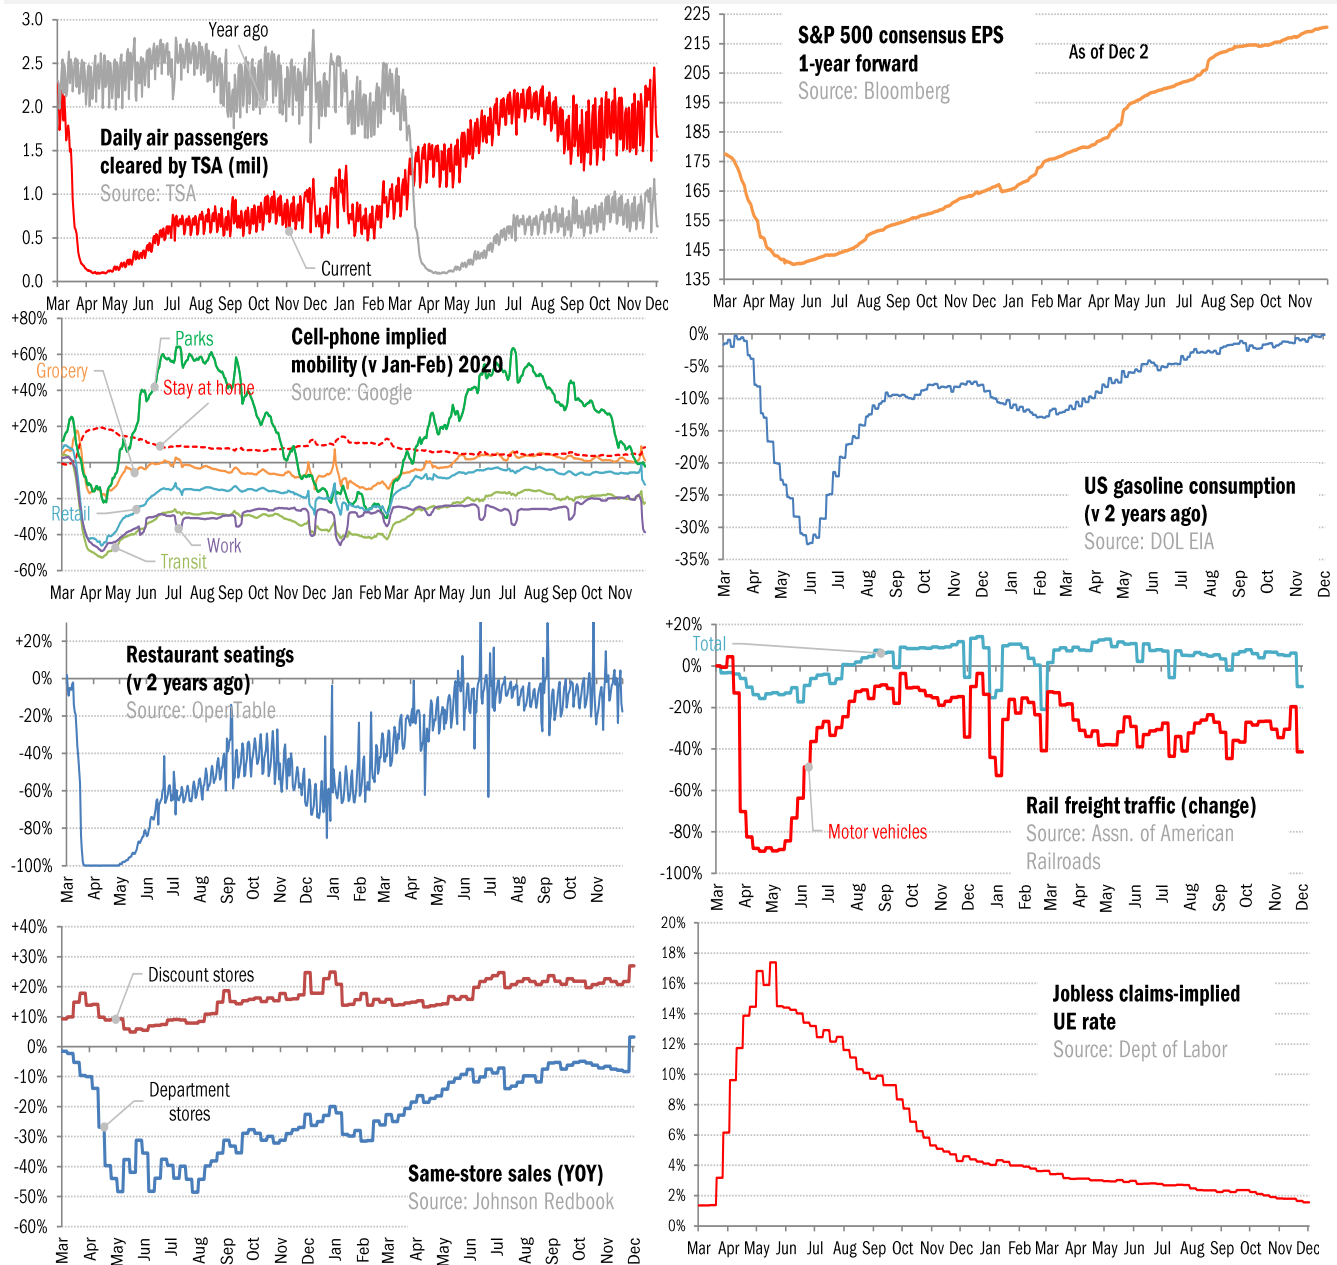 3.0
2.5
2.0
1.5
1.0
0.5
0.0
Year ago
Daily air passengers
cleared by TSA (mil)
Source: TSA
Current
Mar Apr May Jun Jul Aug Sep Oct Nov Dec Jan Feb Mar Apr May Jun Jul Aug Sep Oct Nov Dec
225
215
205
195
185
175
165
155
145
135
S&P 500 consensus EPS
1-year forward
Source: Bloomberg
As of Dec 2
Mar Apr May Jun Jul Aug Sep Oct Nov Dec Jan Feb Mar Apr May Jun Jul Aug Sep Oct Nov
+80%
+60%
+40%
+20%
-20%
-40%
-60%
Cell-phone implied
mobility (v Jan-Feb) 2020
Source: Google
Parks
Grocery
Stay at home
Retail
Work
Transit
Mar Apr May Jun Jul Aug Sep Oct Nov Dec Jan Feb Mar Apr May Jun Jul Aug Sep Oct Nov
0%
-5%
-10%
-15%
-20%
-25%
-30%
-35%
US gasoline consumption
(v 2 years ago)
Source: DOL EIA
Mar Apr May Jun Jul Aug Sep Oct Nov Dec Jan Feb Mar Apr May Jun Jul Aug Sep Oct Nov Dec
+20%
0%
-20%
-40%
-60%
-80%
-100%
Restaurant seatings
(v 2 years ago)
Source: OpenTable
Mar Apr May Jun Jul Aug Sep Oct Nov Dec Jan Feb Mar Apr May Jun Jul Aug Sep Oct Nov
+20%
0%
-20%
-40%
-60%
-80%
-100%
Total
Motor vehicles
Rail freight traffic (change)
Source: Assn. of American
Railroads
Mar Apr May Jun Jul Aug Sep Oct Nov Dec Jan Feb Mar Apr May Jun Jul Aug Sep Oct Nov Dec
+40%
+30%
+20%
+10%
0%
-10%
-20%
-30%
-40%
-50%
-60%
Discount stores
Department
stores
Same-store sales (YOY)
Source: Johnson Redbook
Mar Apr May Jun Jul Aug Sep Oct Nov Dec Jan Feb Mar Apr May Jun Jul Aug Sep Oct Nov Dec
20%
18%
16%
14%
12%
10%
8%
6%
4%
2%
0%
Jobless claims-implied
UE rate
Source: Dept of Labor
Mar Apr May Jun Jul Aug Sep Oct Nov Dec Jan Feb Mar Apr May Jun Jul Aug Sep Oct Nov Dec